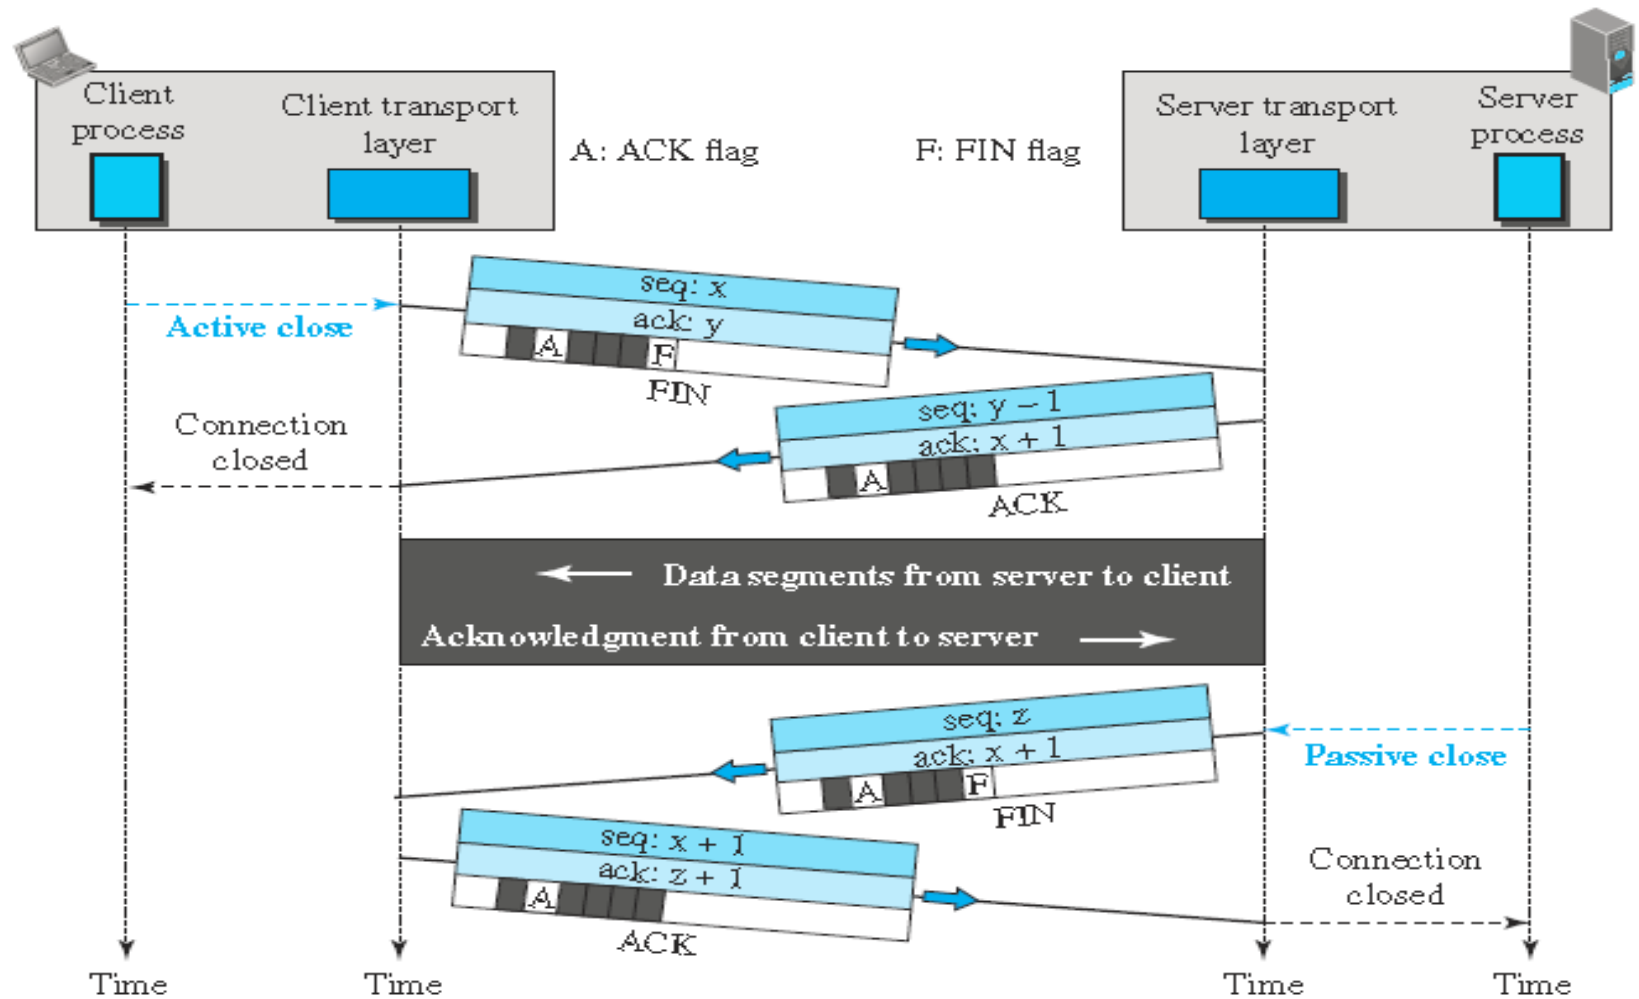 Client
process
Client transport
layer
A: ACK flag
F: FIN flag
Server transport
layer
Server
process
seq: x
ack: y
A
F
FIN
Active close
seq: y – 1
ack: x + 1
A
ACK
Connection
closed
Data segments from server to client
Acknowledgment from client to server
seq: z
ack: x + 1
A
F
FIN
Passive close
seq: x + 1
ack: z + 1
A
ACK
Connection
closed
Time
Time
Time
Time